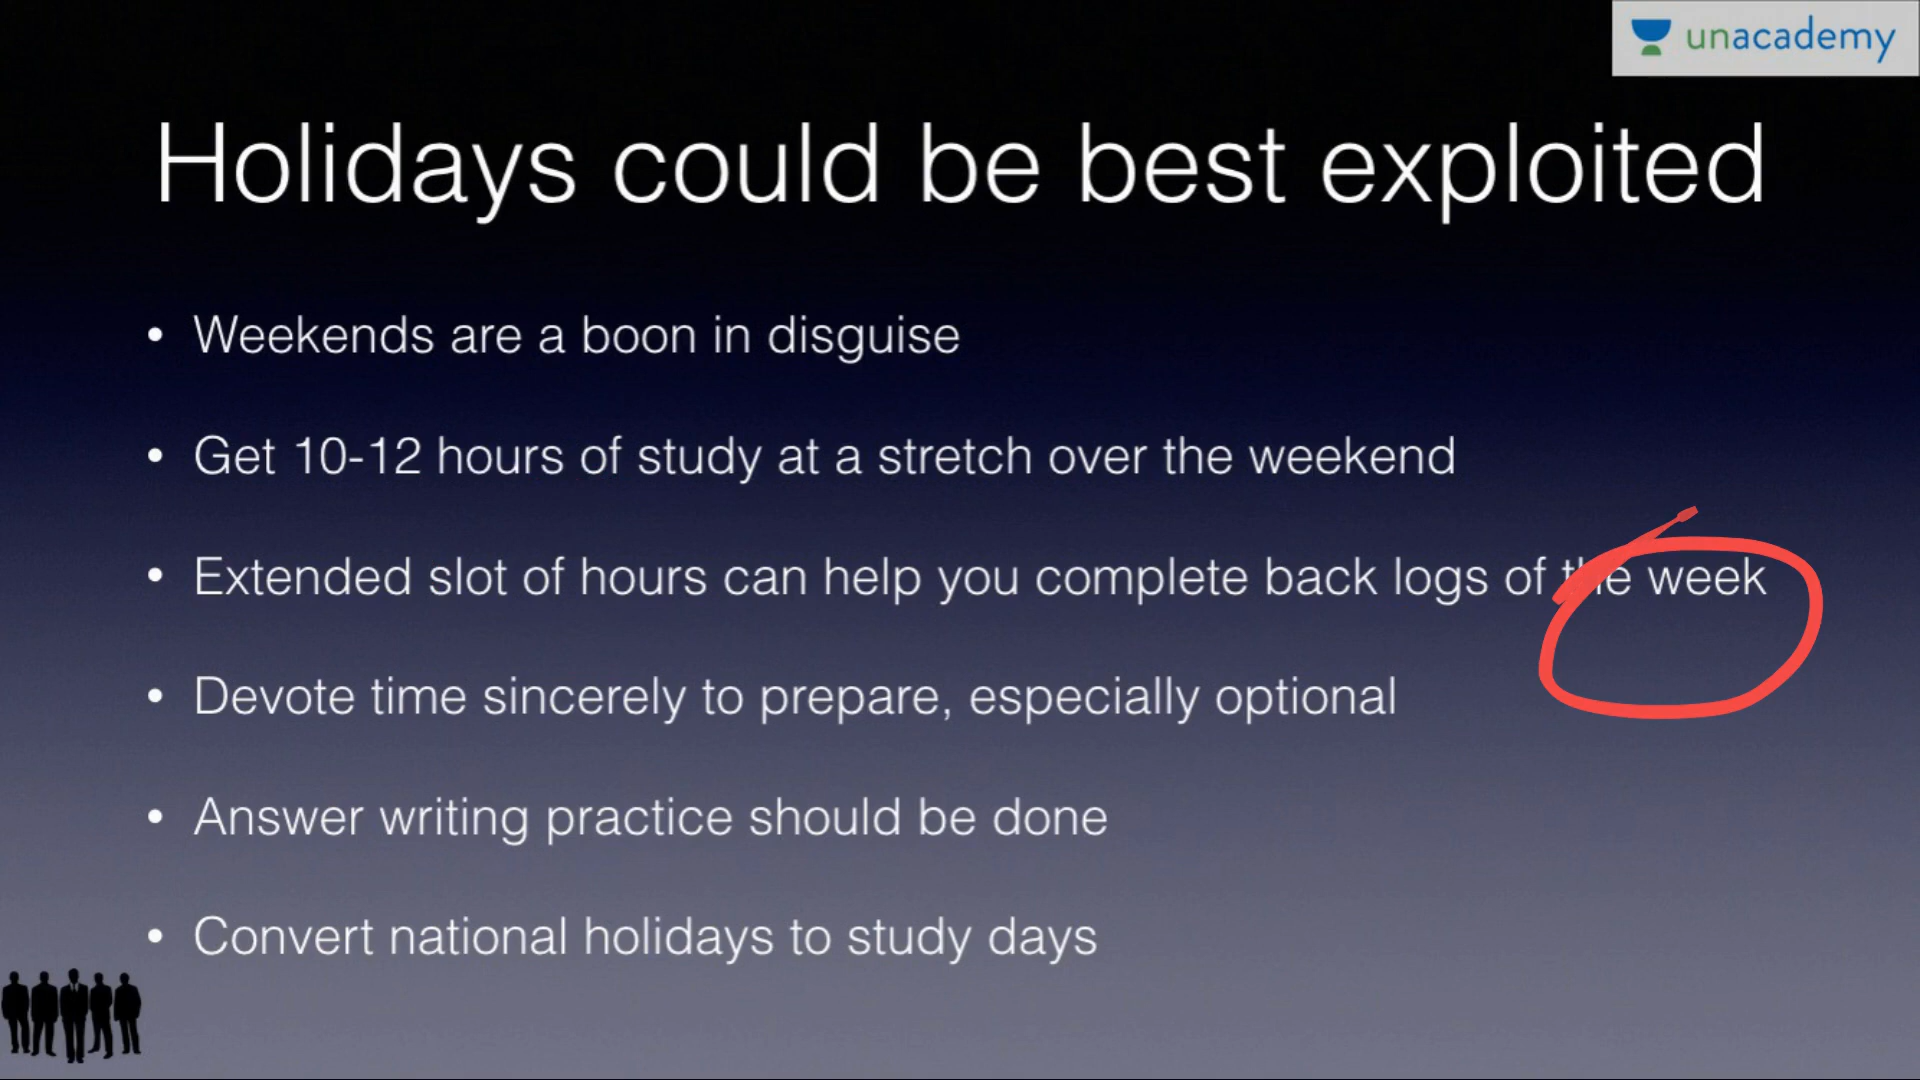 unacademy
Holidays could be best exploited
• Weekends are a boon in disguise
• Get 10-12 hours of study at a stretch over the weekend
• Extended slot of hours can help you complete back logs of the week
• Devote time sincerely to prepare, especially optional
• Answer writing practice should be done
• Convert national holidays to study days